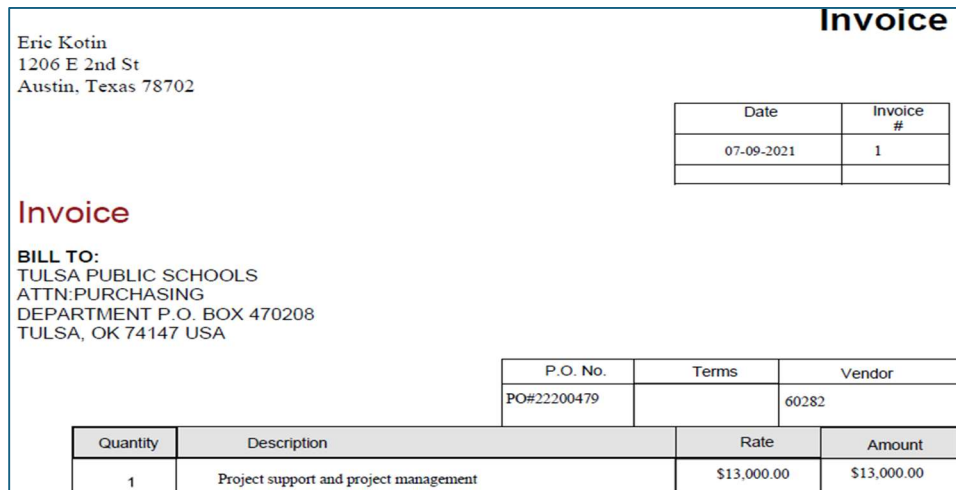 Invoice
Eric Kotin
1206 E 2nd St
Austin, Texas 78702
Date Invoice #
07-09-2021 1
Invoice
BILL TO:
TULSA PUBLIC SCHOOLS
ATTN:PURCHASING
DEPARTMENT P.O. BOX 470208
TULSA, OK 74147 USA
P.O. No. Terms Vendor
PO#22200479 60282
Quantity Description Rate Amount
1 Project support and project management $13,000.00 $13,000.00